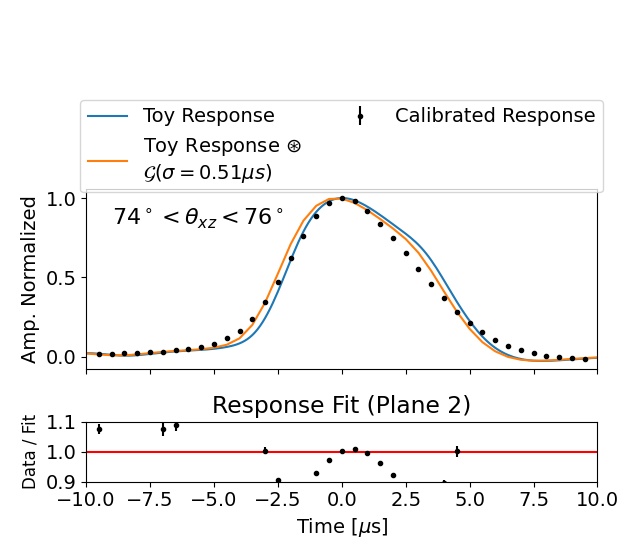 Toy Response
Calibrated Response
Toy Response ⊛
𝒢(σ = 0.51μs)
74° < θxz < 76°
1.0
0.5
0.0
Amp. Normalized
Response Fit (Plane 2)
1.1
1.0
0.9
Data / Fit
−10.0 −7.5 −5.0 −2.5 0.0 2.5 5.0 7.5 10.0
Time [μs]